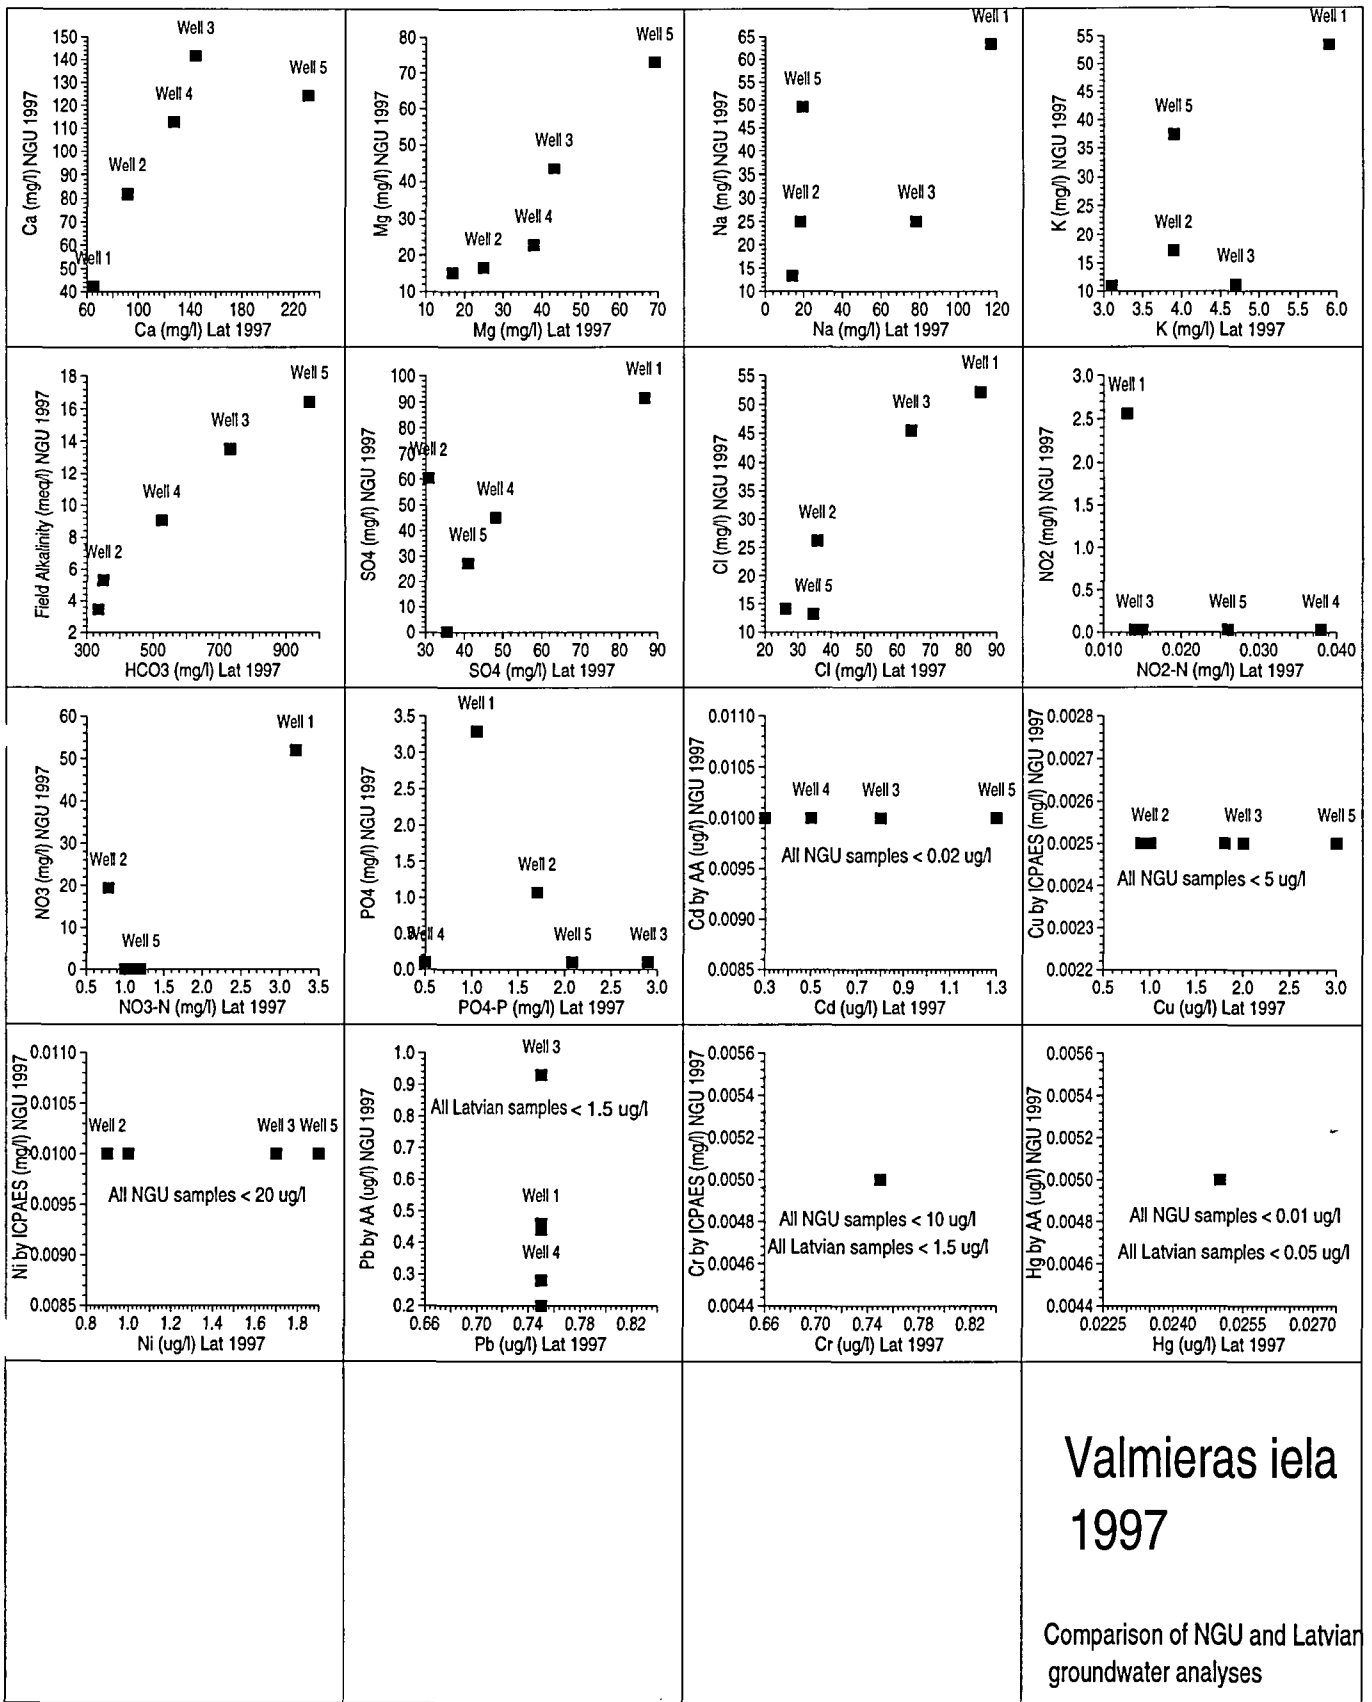 Well 3
150
140
130
120
110
100
90
80
70
60
50
40
Well 5
Well 4
Well 2
Well 1
Ca (mg/l) NGU 1997
60 100 140 180 220
Ca (mg/l) Lat 1997
80
70
60
50
40
30
20
10
Well 5
Well 3
Well 4
Well 2
Mg (mg/l) NGU 1997
10 20 30 40 50 60 70
Mg (mg/l) Lat 1997
Well 1
65
60
55
50
45
40
35
30
25
20
15
10
Well 5
Well 2
Well 3
Na (mg/l) NGU 1997
0 20 40 60 80 100 120
Na (mg/l) Lat 1997
Well 1
55
50
45
40
35
50
25
20
15
10
Well 5
Well 2
Well 3
K (mg/l) NGU 1997
3.0 3.5 4.0 4.5 5.0 5.5 6.0
K (mg/l) Lat 1997
18
16
14
12
10
8
6
4
2
Well 5
Well 3
Well 4
Well 2
Field Alkalinity (meq/l) NGU 1997
300 500 700 900
HCO3 (mg/l) Lat 1997
100
90
80
70
60
50
40
30
20
10
0
Well 1
Well 2
Well 4
Well 5
SO4 (mg/l) NGU 1997
30 40 50 60 70 80 90
SO4 (mg/l) Lat 1997
55
50
45
40
35
30
25
20
15
10
Well 1
Well 3
Well 2
Well 5
Cl (mg/l) NGU 1997
20 30 40 50 60 70 80 90
Cl (mg/l) Lat 1997
3.0
2.5
2.0
1.5
1.0
0.5
0.0
Well 1
Well 3 Well 5 Well 4
NO2 (mg/l) NGU 1997
0.010 0.020 0.030 0.040
NO2-N (mg/l) Lat 1997
60
50
40
30
20
10
0
Well 1
Well 2
Well 5
NO3 (mg/l) NGU 1997
0.5 1.0 1.5 2.0 2.5 3.0 3.5
NO3-N (mg/l) Lat 1997
3.5
3.0
2.5
2.0
1.5
1.0
0.5
0.0
Well 1
Well 2
Well 4 Well 5 Well 3
PO4 (mg/l) NGU 1997
0.5 1.0 1.5 2.0 2.5 3.0
PO4-P (mg/l) Lat 1997
0.0110
0.0105
0.0100
0.0095
0.0090
0.0085
Well 4 Well 3 Well 5
All NGU samples < 0.02 ug/l
Cd by AA (ug/l) NGU 1997
0.3 0.5 0.7 0.9 1.1 1.3
Cd (ug/l) Lat 1997
0.0028
0.0027
0.0026
0.0025
0.0024
0.0023
0.0022
Well 2 Well 3 Well 5
All NGU samples < 5 ug/l
Cu by ICPAES (mg/l) NGU 1997
0.5 1.0 1.5 2.0 2.5 3.0
Cu (ug/l) Lat 1997
0.0110
0.0105
0.0100
0.0095
0.0090
0.0085
Well 2 Well 3 Well 5
All NGU samples < 20 ug/l
Ni by ICPAES (mg/l) NGU 1997
0.8 1.0 1.2 1.4 1.6 1.8
Ni (ug/l) Lat 1997
1.0
0.9
0.8
0.7
0.6
0.5
0.4
0.3
0.2
Well 3
All Latvian samples < 1.5 ug/l
Well 1
Well 4
Pb by AA (ug/l) NGU 1997
0.66 0.70 0.74 0.78 0.82
Pb (ug/l) Lat 1997
0.0056
0.0054
0.0052
0.0050
0.0048
0.0046
0.0044
All NGU samples < 10 ug/l
All Latvian samples < 1.5 ug/l
Cr by ICPAES (mg/l) NGU 1997
0.66 0.70 0.74 0.78 0.82
Cr (ug/l) Lat 1997
0.0056
0.0054
0.0052
0.0050
0.0048
0.0046
0.0044
All NGU samples < 0.01 ug/l
All Latvian samples < 0.05 ug/l
Hg by AA (ug/l) NGU 1997
0.0225 0.0240 0.0255 0.0270
Hg (ug/l) Lat 1997
Valmieras iela
1997
Comparison of NGU and Latvian
groundwater analyses